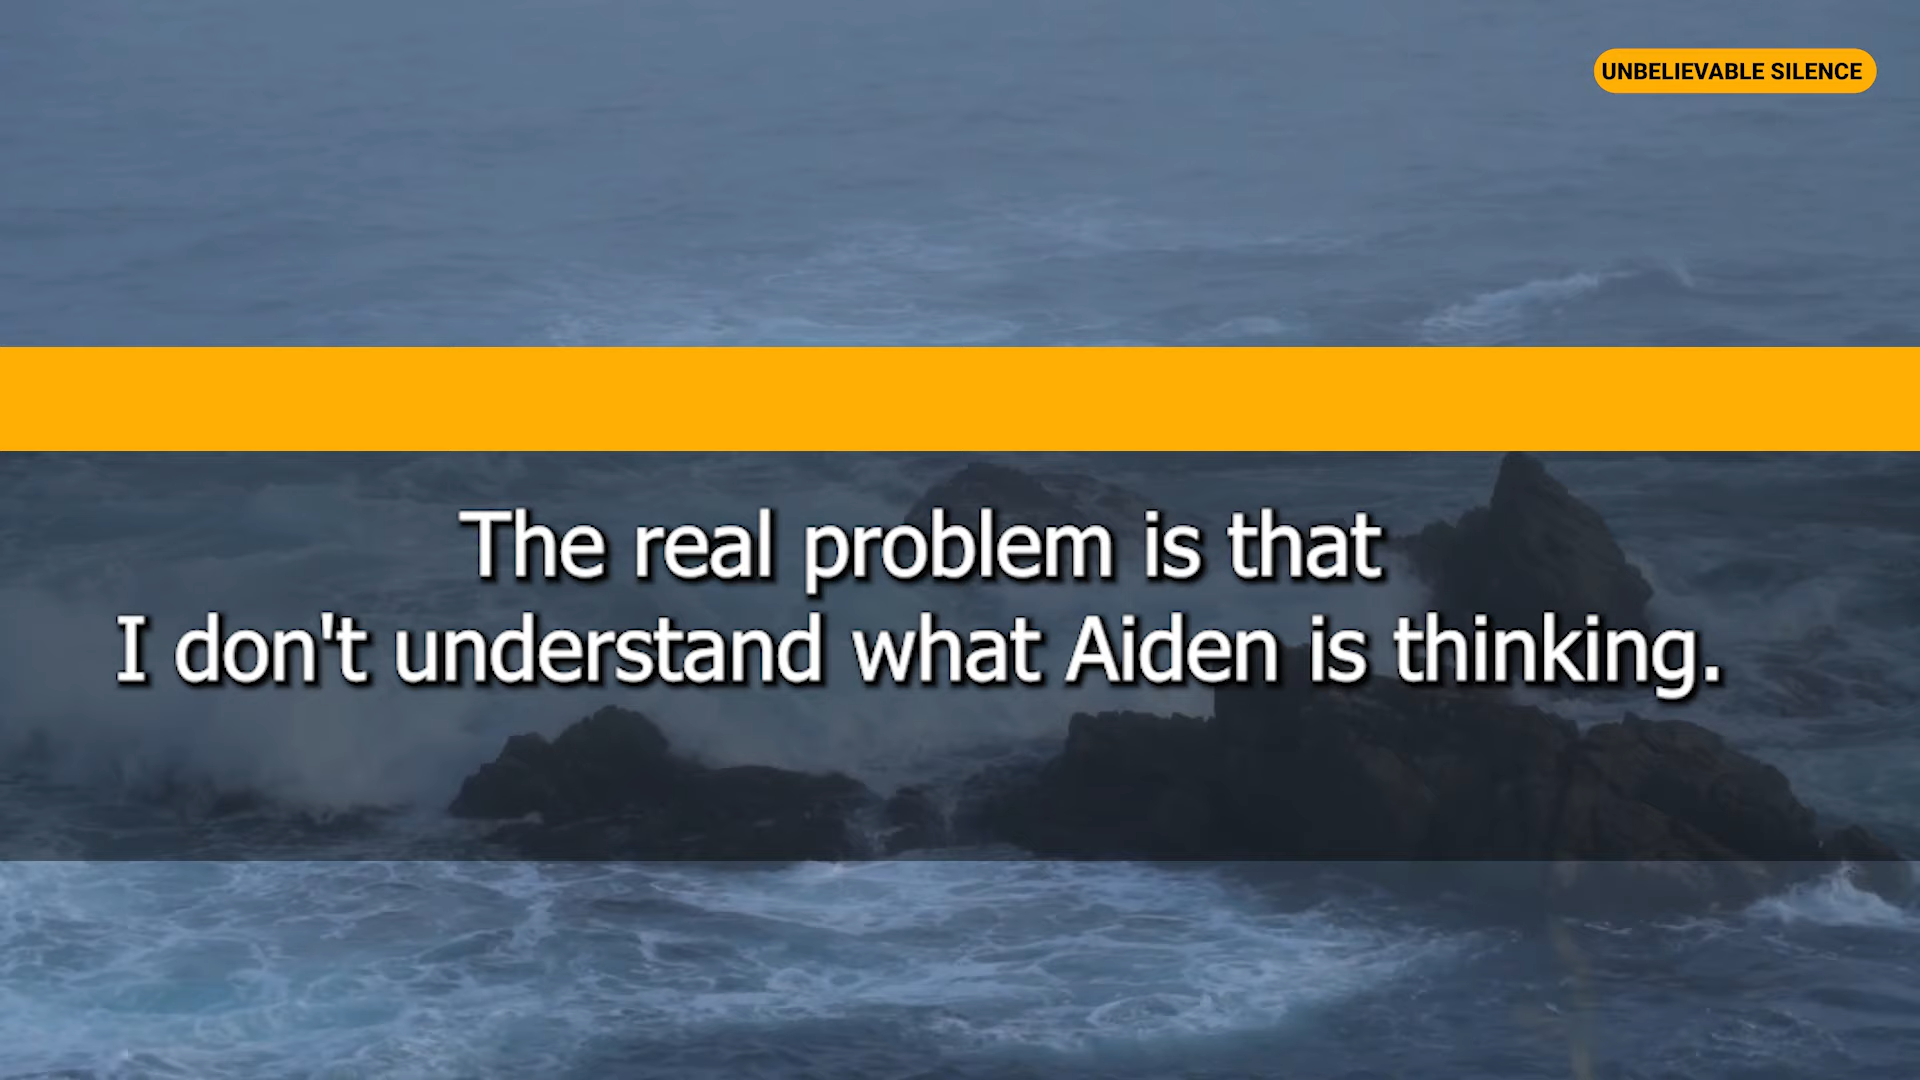 UNBELIEVABLE SILENCE
The real problem is that
I don't understand what Aiden is thinking.